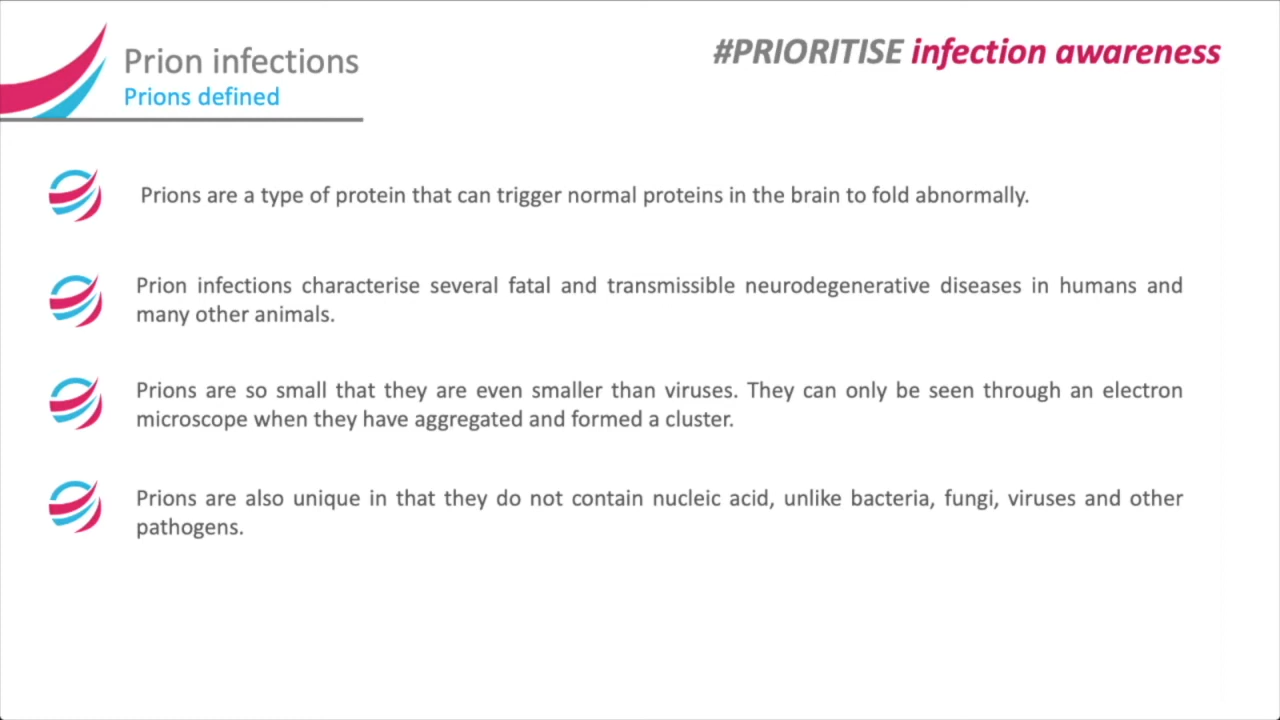 Prion infections
Prions defined
#PRIORITISE infection awareness
Prions are a type of protein that can trigger normal proteins in the brain to fold abnormally.
Prion infections characterise several fatal and transmissible neurodegenerative diseases in humans and
many other animals.
Prions are so small that they are even smaller than viruses. They can only be seen through an electron
microscope when they have aggregated and formed a cluster.
Prions are also unique in that they do not contain nucleic acid, unlike bacteria, fungi, viruses and other
pathogens.